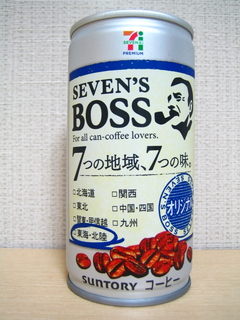 7
SEVEN & i
PREMIUM
SEVEN'S
BOSS
For all can-coffee lovers.
7つの地域、7つの味。
□北海道 □関西
□東北 □中国・四国
□関東・甲信越 □九州
東海・北陸
オリジナル
SUNTORY コーヒー